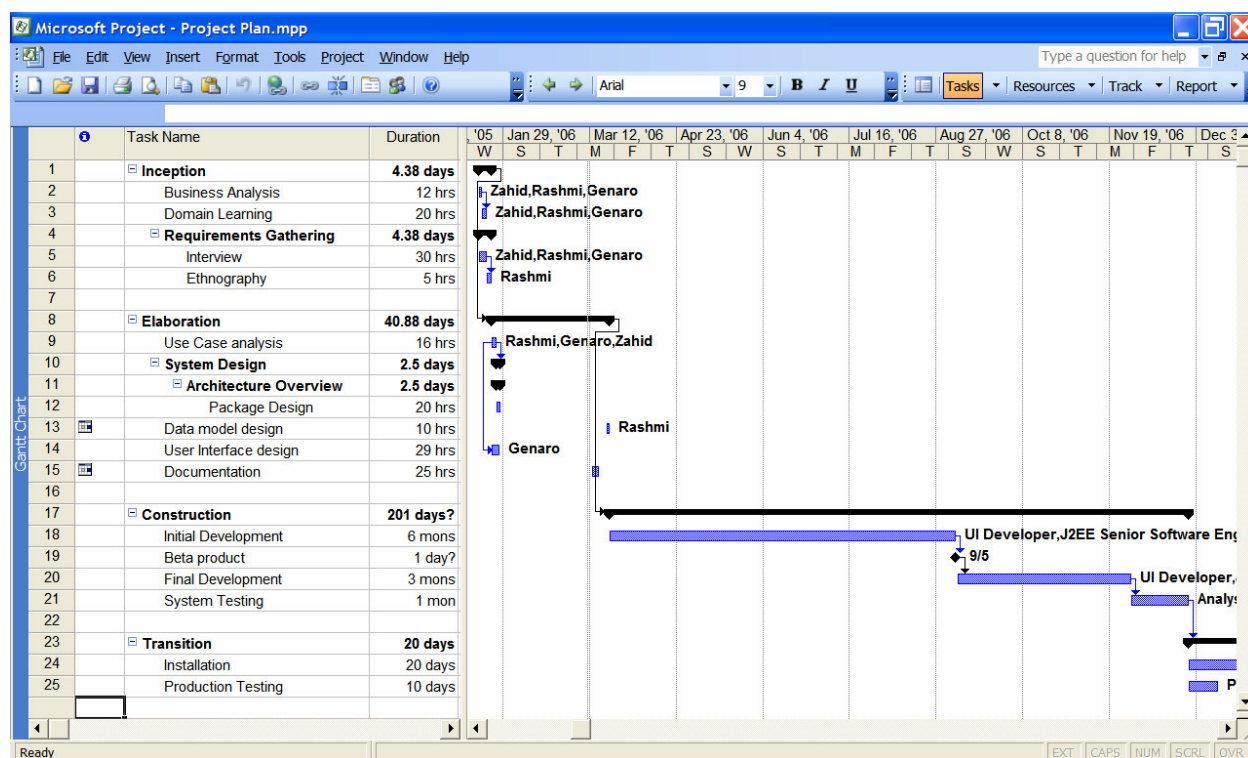 Microsoft Project - Project Plan.mpp
File Edit View Insert Format Tools Project Window Help Type a question for help
Arial 9 B I U Tasks Resources Track Report
Task Name Duration , '05 Jan 29, '06 Mar 12, '06 Apr 23, '06 Jun 4, '06 Jul 16, '06 Aug 27, '06 Oct 8, '06 Nov 19, '06 Dec 3
W S T M F T S W S T M F T S W S T M F T S
1 Inception 4.38 days
2 Business Analysis 12 hrs Zahid,Rashmi,Genaro
3 Domain Learning 20 hrs Zahid,Rashmi,Genaro
4 Requirements Gathering 4.38 days
5 Interview 30 hrs Zahid,Rashmi,Genaro
6 Ethnography 5 hrs Rashmi
7
8 Elaboration 40.88 days
9 Use Case analysis 16 hrs Rashmi,Genaro,Zahid
10 System Design 2.5 days
11 Architecture Overview 2.5 days
12 Package Design 20 hrs
13 Data model design 10 hrs Rashmi
14 User Interface design 29 hrs Genaro
15 Documentation 25 hrs
16
17 Construction 201 days?
18 Initial Development 6 mons UI Developer,J2EE Senior Software Eng
19 Beta product 1 day? 9/5
20 Final Development 3 mons UI Developer,
21 System Testing 1 mon Analys
22
23 Transition 20 days
24 Installation 20 days
25 Production Testing 10 days P
Gantt Chart
Ready EXT CAPS NUM SCRL OVR